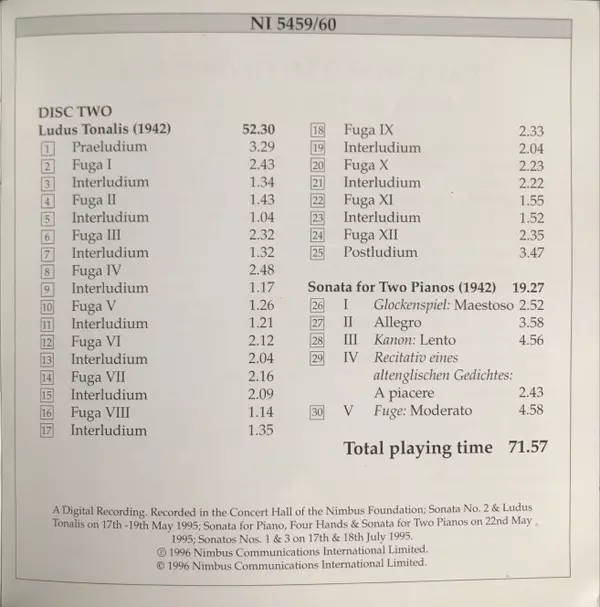 NI 5459/60
DISC TWO
Ludus Tonalis (1942) 52.30
1 Praeludium 3.29
2 Fuga I 2.43
3 Interludium 1.34
4 Fuga II 1.43
5 Interludium 1.04
6 Fuga III 2.32
7 Interludium 1.32
8 Fuga IV 2.48
9 Interludium 1.17
10 Fuga V 1.26
11 Interludium 1.21
12 Fuga VI 2.12
13 Interludium 2.04
14 Fuga VII 2.16
15 Interludium 2.09
16 Fuga VIII 1.14
17 Interludium 1.35
18 Fuga IX 2.33
19 Interludium 2.04
20 Fuga X 2.23
21 Interludium 2.22
22 Fuga XI 1.55
23 Interludium 1.52
24 Fuga XII 2.35
25 Postludium 3.47
Sonata for Two Pianos (1942) 19.27
26 I Glockenspiel: Maestoso 2.52
27 II Allegro 3.58
28 III Kanon: Lento 4.56
29 IV Recitativ eines
altenglischen Gedichtes:
A piacere 2.43
30 V Fuge: Moderato 4.58
Total playing time 71.57
A Digital Recording. Recorded in the Concert Hall of the Nimbus Foundation; Sonata No. 2 & Ludus
Tonalis on 17th -19th May 1995; Sonata for Piano, Four Hands & Sonata for Two Pianos on 22nd May ,
1995; Sonatos Nos. 1 & 3 on 17th & 18th July 1995.
℗ 1996 Nimbus Communications International Limited.
© 1996 Nimbus Communications International Limited.